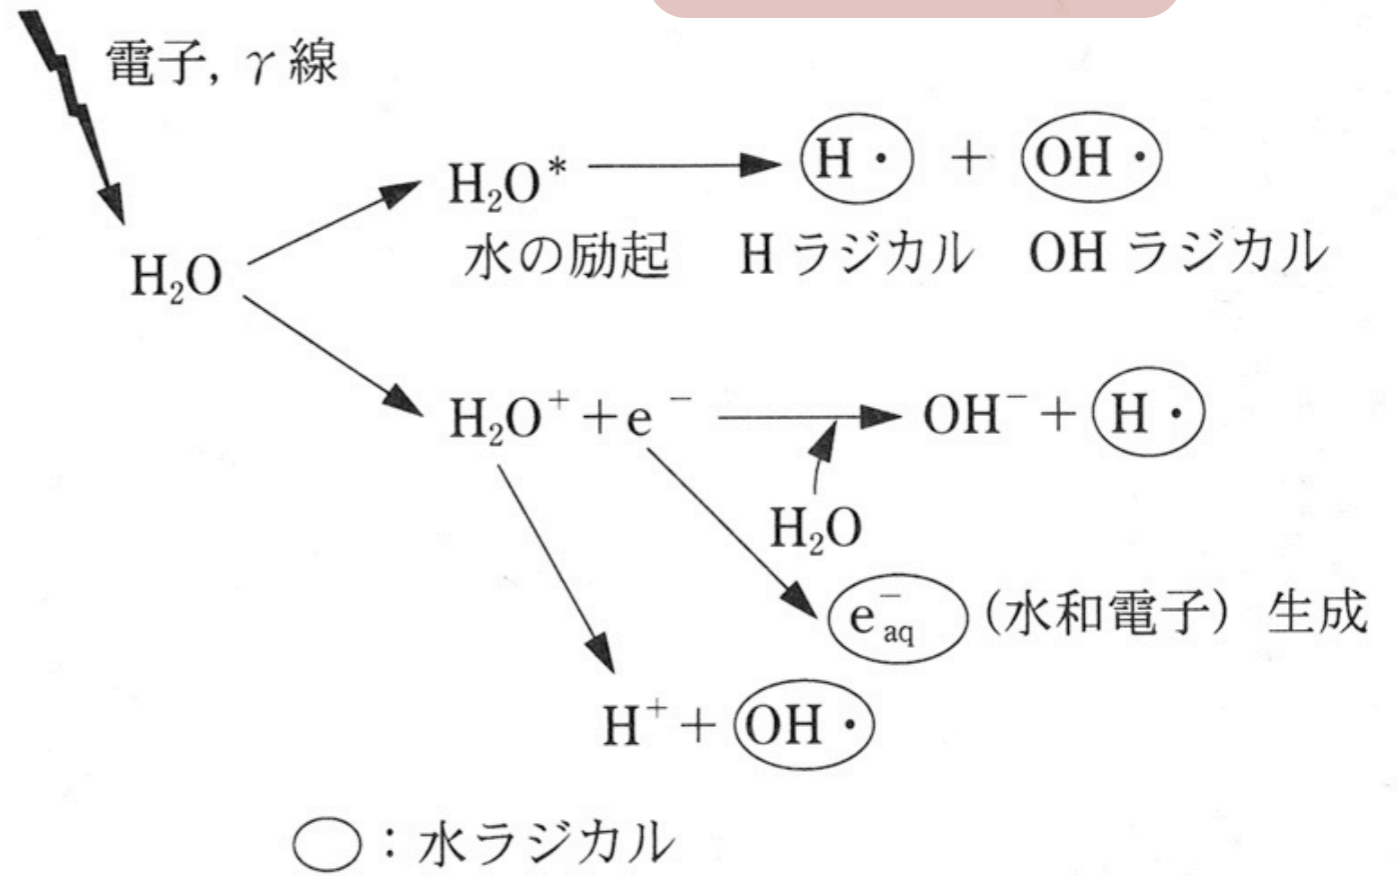 電子, γ線
H₂O* → H・ + OH・
水の励起 Hラジカル OHラジカル
H₂O
H₂O⁺ + e⁻ → OH⁻ + H・
H₂O
e⁻aq (水和電子) 生成
H⁺ + OH・
○：水ラジカル